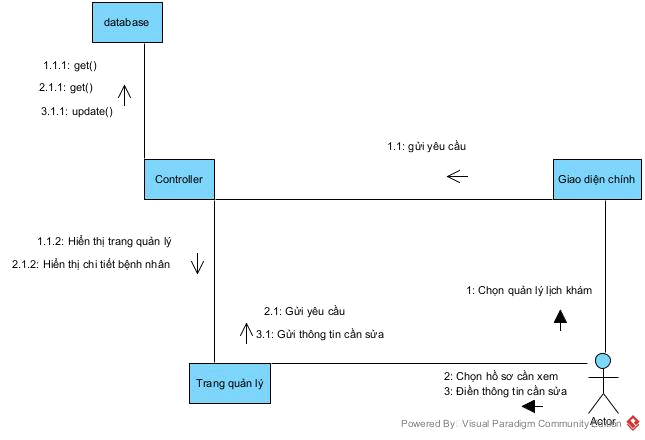 database
1.1.1: get()
2.1.1: get()
3.1.1: update()
1.1: gửi yêu cầu
Controller
Giao diện chính
1.1.2: Hiển thị trang quản lý
2.1.2: Hiển thị chi tiết bệnh nhân
1: Chọn quản lý lịch khám
2.1: Gửi yêu cầu
3.1: Gửi thông tin cần sửa
Trang quản lý
2: Chọn hồ sơ cần xem
3: Điền thông tin cần sửa
Actor
Powered By Visual Paradigm Community Edition